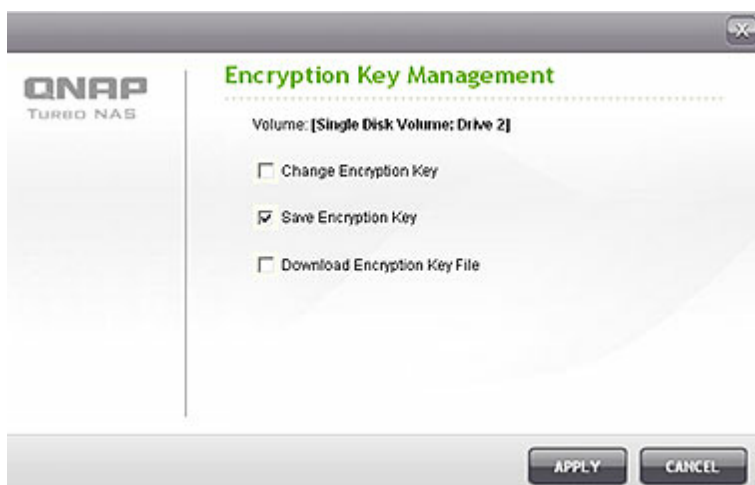 QNAP
TURBO NAS
Encryption Key Management
Volume: [Single Disk Volume: Drive 2]
Change Encryption Key
Save Encryption Key
Download Encryption Key File
APPLY
CANCEL